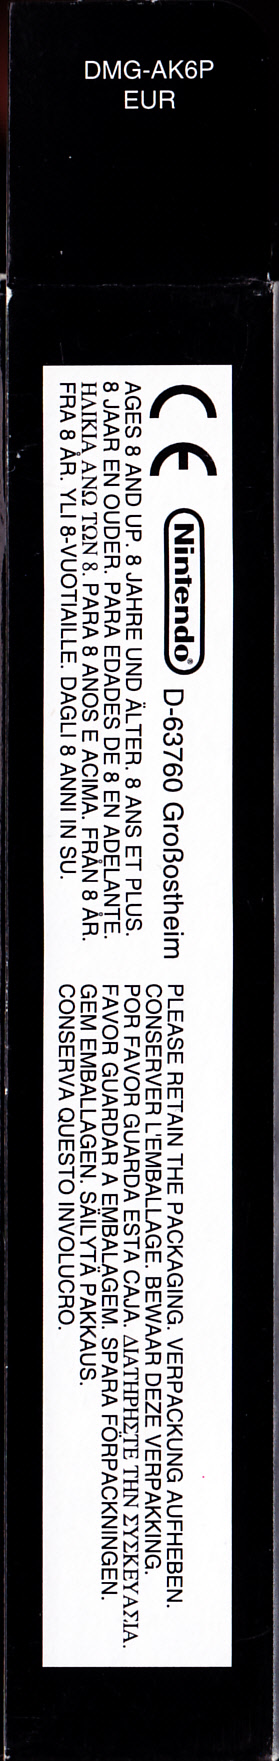 DMG-AK6P
EUR
CE Nintendo® D-63760 Großostheim
AGES 8 AND UP. 8 JAHRE UND ÄLTER. 8 ANS ET PLUS.
8 JAAR EN OUDER. PARA EDADES DE 8 EN ADELANTE.
ΗΛΙΚΙΑ ΑΝΩ ΤΩΝ 8. PARA 8 ANOS E ACIMA. FRÅN 8 ÅR.
FRA 8 ÅR. YLI 8-VUOTIAILLE. DAGLI 8 ANNI IN SU.
PLEASE RETAIN THE PACKAGING. VERPACKUNG AUFHEBEN.
CONSERVER L'EMBALLAGE. BEWAAR DEZE VERPAKKING.
POR FAVOR GUARDA ESTA CAJA. ΔΙΑΤΗΡΗΣΤΕ ΤΗΝ ΣΥΣΚΕΥΑΣΙΑ.
FAVOR GUARDAR A EMBALAGEM. SPARA FÖRPACKNINGEN.
GEM EMBALLAGEN. SÄILYTÄ PAKKAUS.
CONSERVA QUESTO INVOLUCRO.